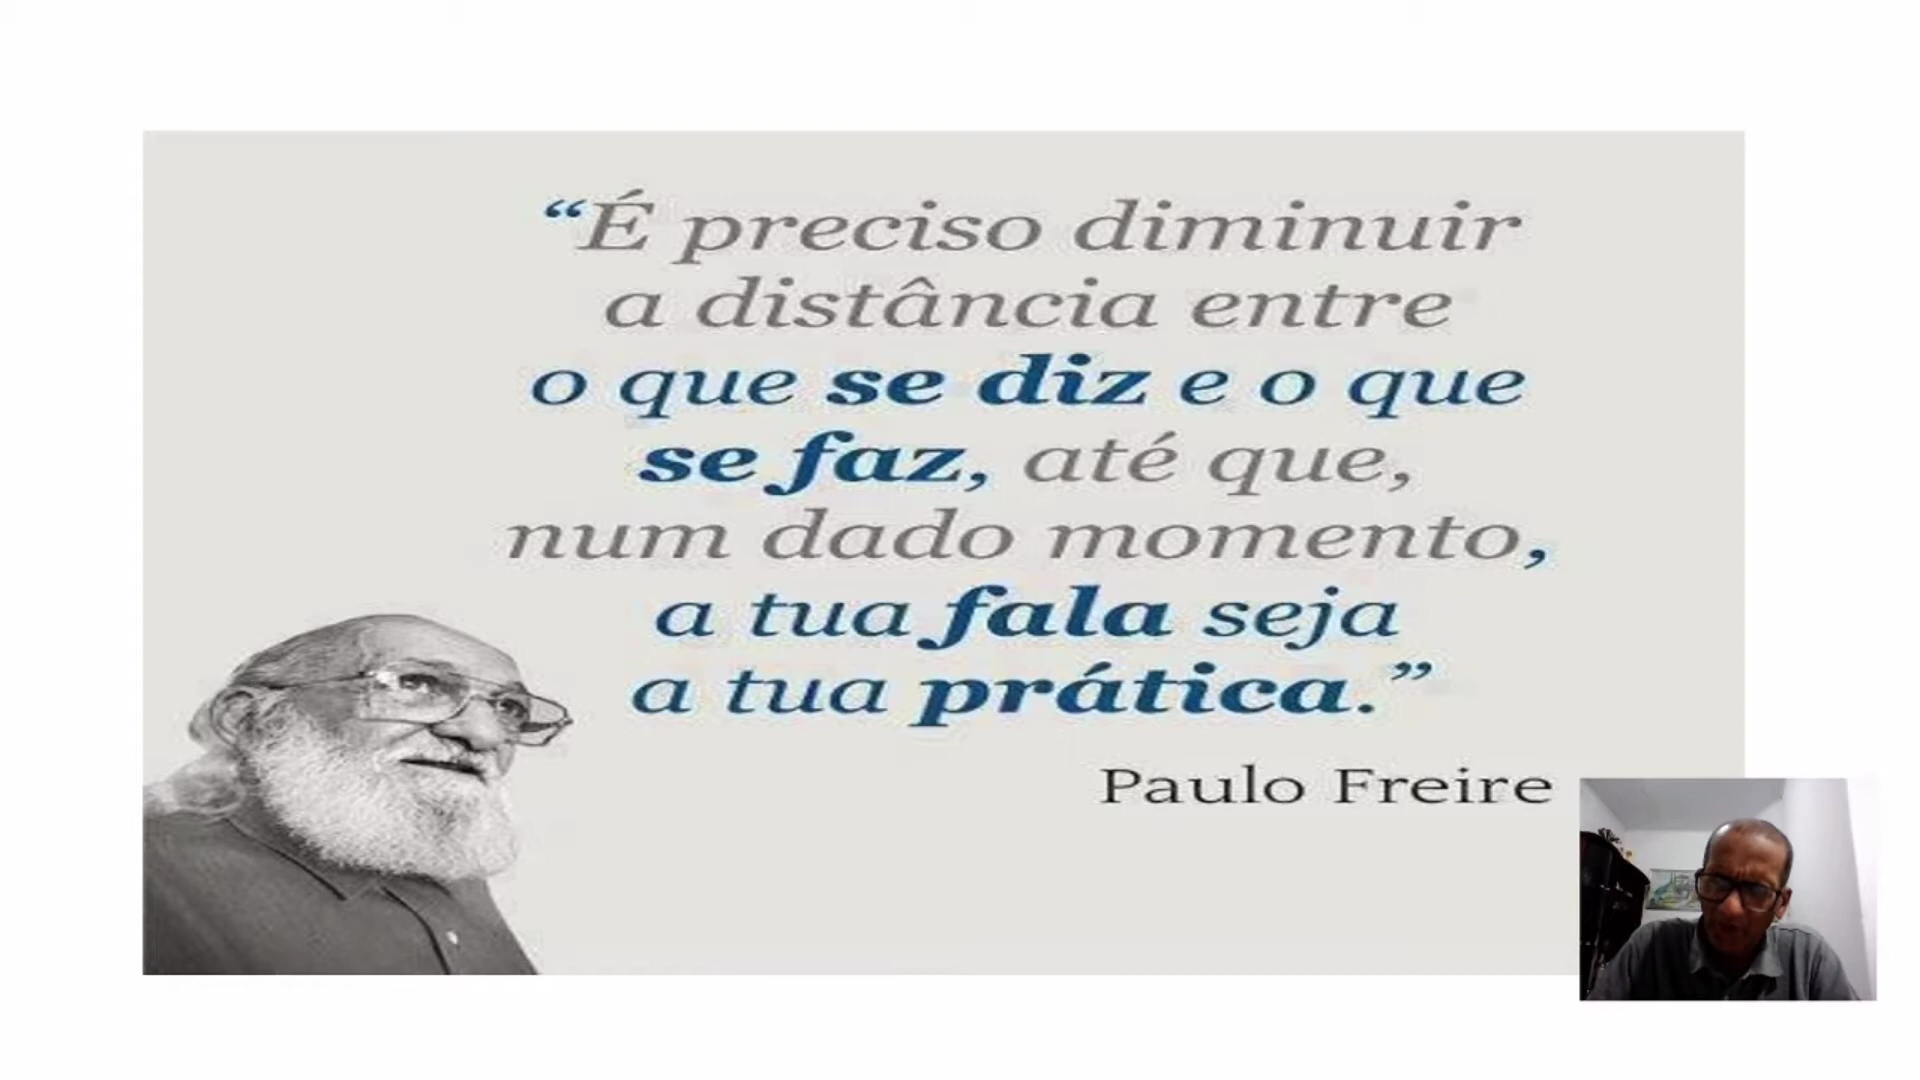 “É preciso diminuir
a distância entre
o que se diz e o que
se faz, até que,
num dado momento,
a tua fala seja
a tua prática.”
Paulo Freire